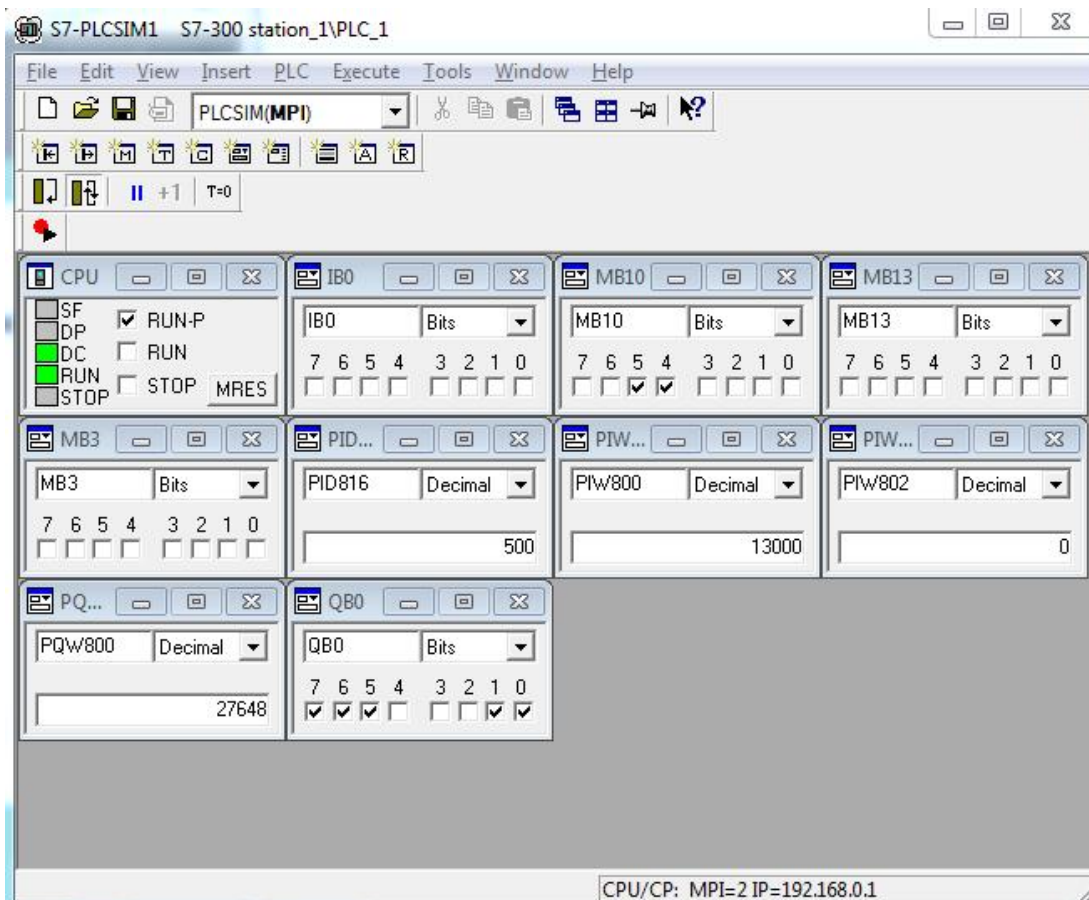 S7-PLCSIM1 S7-300 station_1\PLC_1
File Edit View Insert PLC Execute Tools Window Help
PLCSIM(MPI)
+1 T=0
CPU IB0 MB10 MB13
SF
DP
DC
RUN
STOP
RUN-P
RUN
STOP MRES
IB0 Bits
7 6 5 4 3 2 1 0
MB10 Bits
7 6 5 4 3 2 1 0
MB13 Bits
7 6 5 4 3 2 1 0
MB3 PID... PIW... PIW...
MB3 Bits
7 6 5 4 3 2 1 0
PID816 Decimal
500
PIW800 Decimal
13000
PIW802 Decimal
0
PQ... QB0
PQW800 Decimal
27648
QB0 Bits
7 6 5 4 3 2 1 0
CPU/CP: MPI=2 IP=192.168.0.1